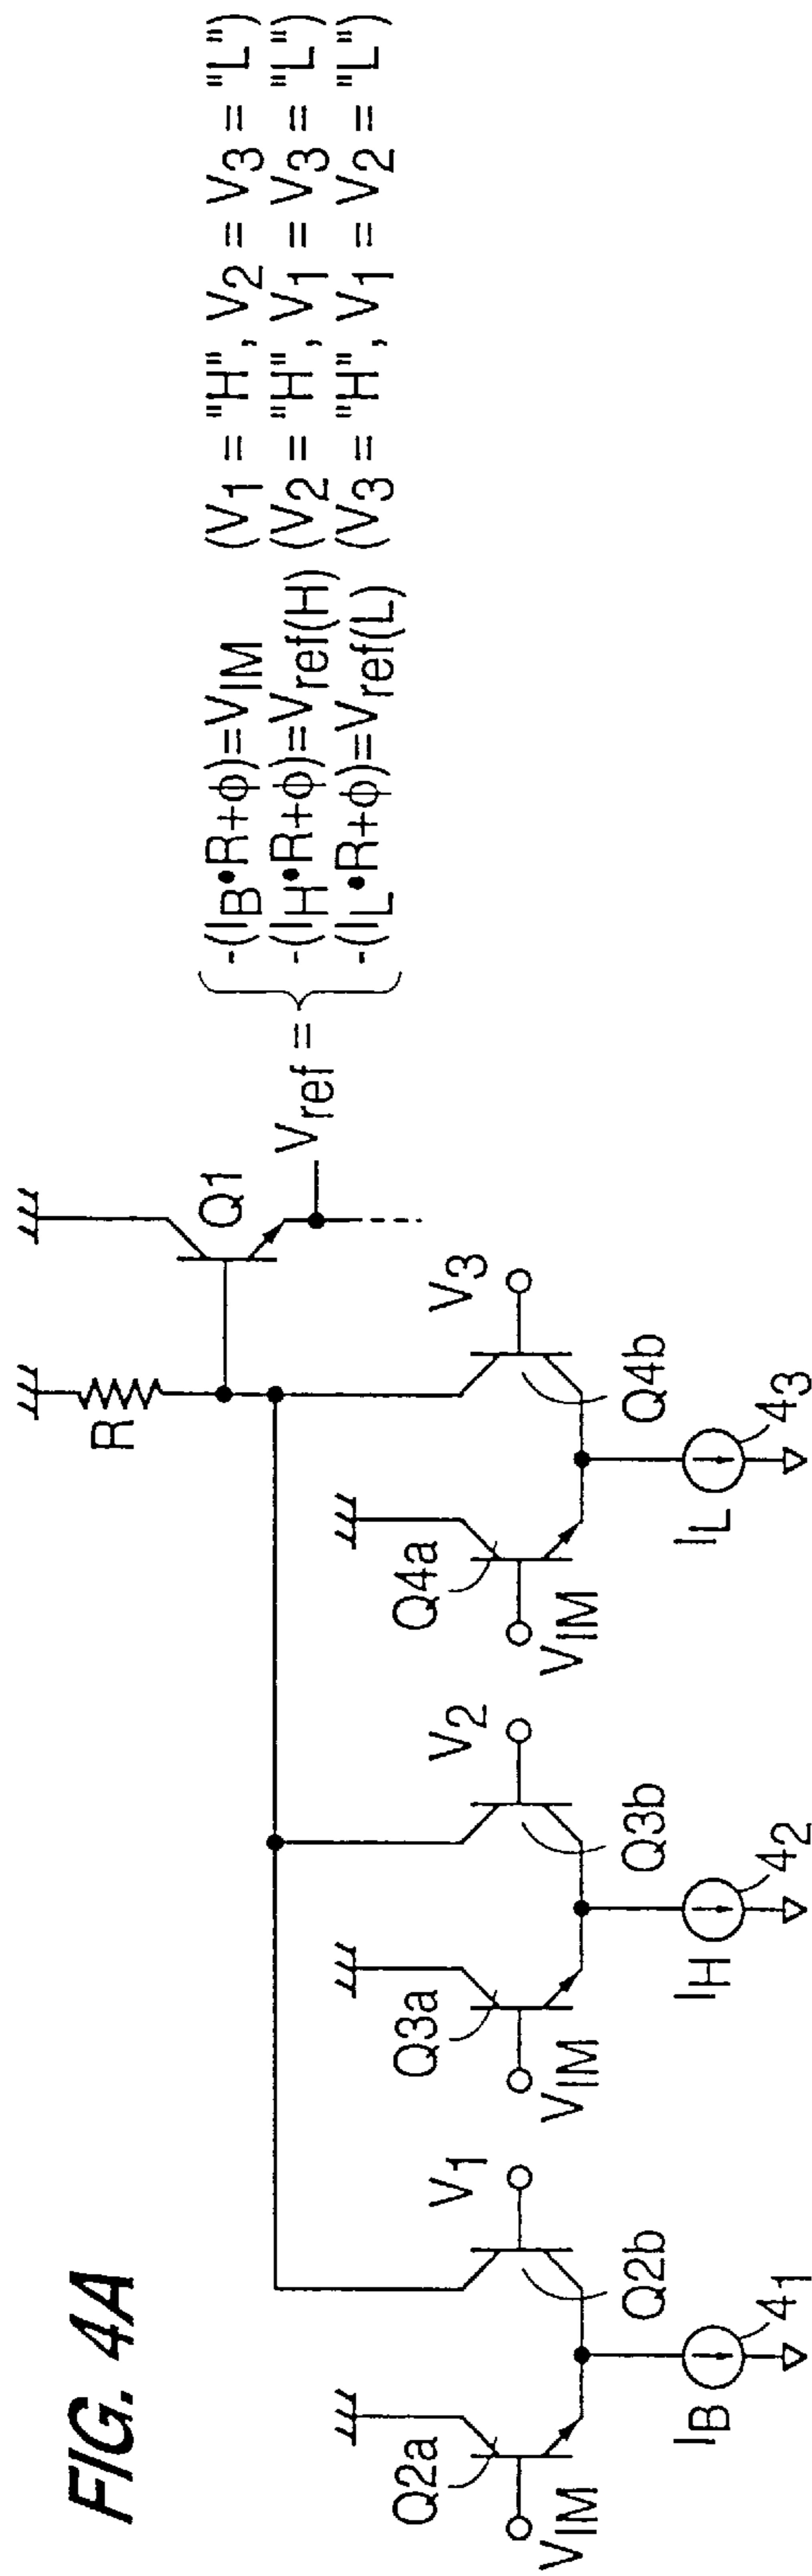 FIG. 4A
R
Q1
Vref =
-(IB•R+ϕ)=VIM (V1 = "H", V2 = V3 = "L")
-(IH•R+ϕ)=Vref(H) (V2 = "H", V1 = V3 = "L")
-(IL•R+ϕ)=Vref(L) (V3 = "H", V1 = V2 = "L")
Q2a
V1
VIM
Q2b
IB
41
Q3a
V2
VIM
Q3b
IH
42
Q4a
V3
VIM
Q4b
IL
43